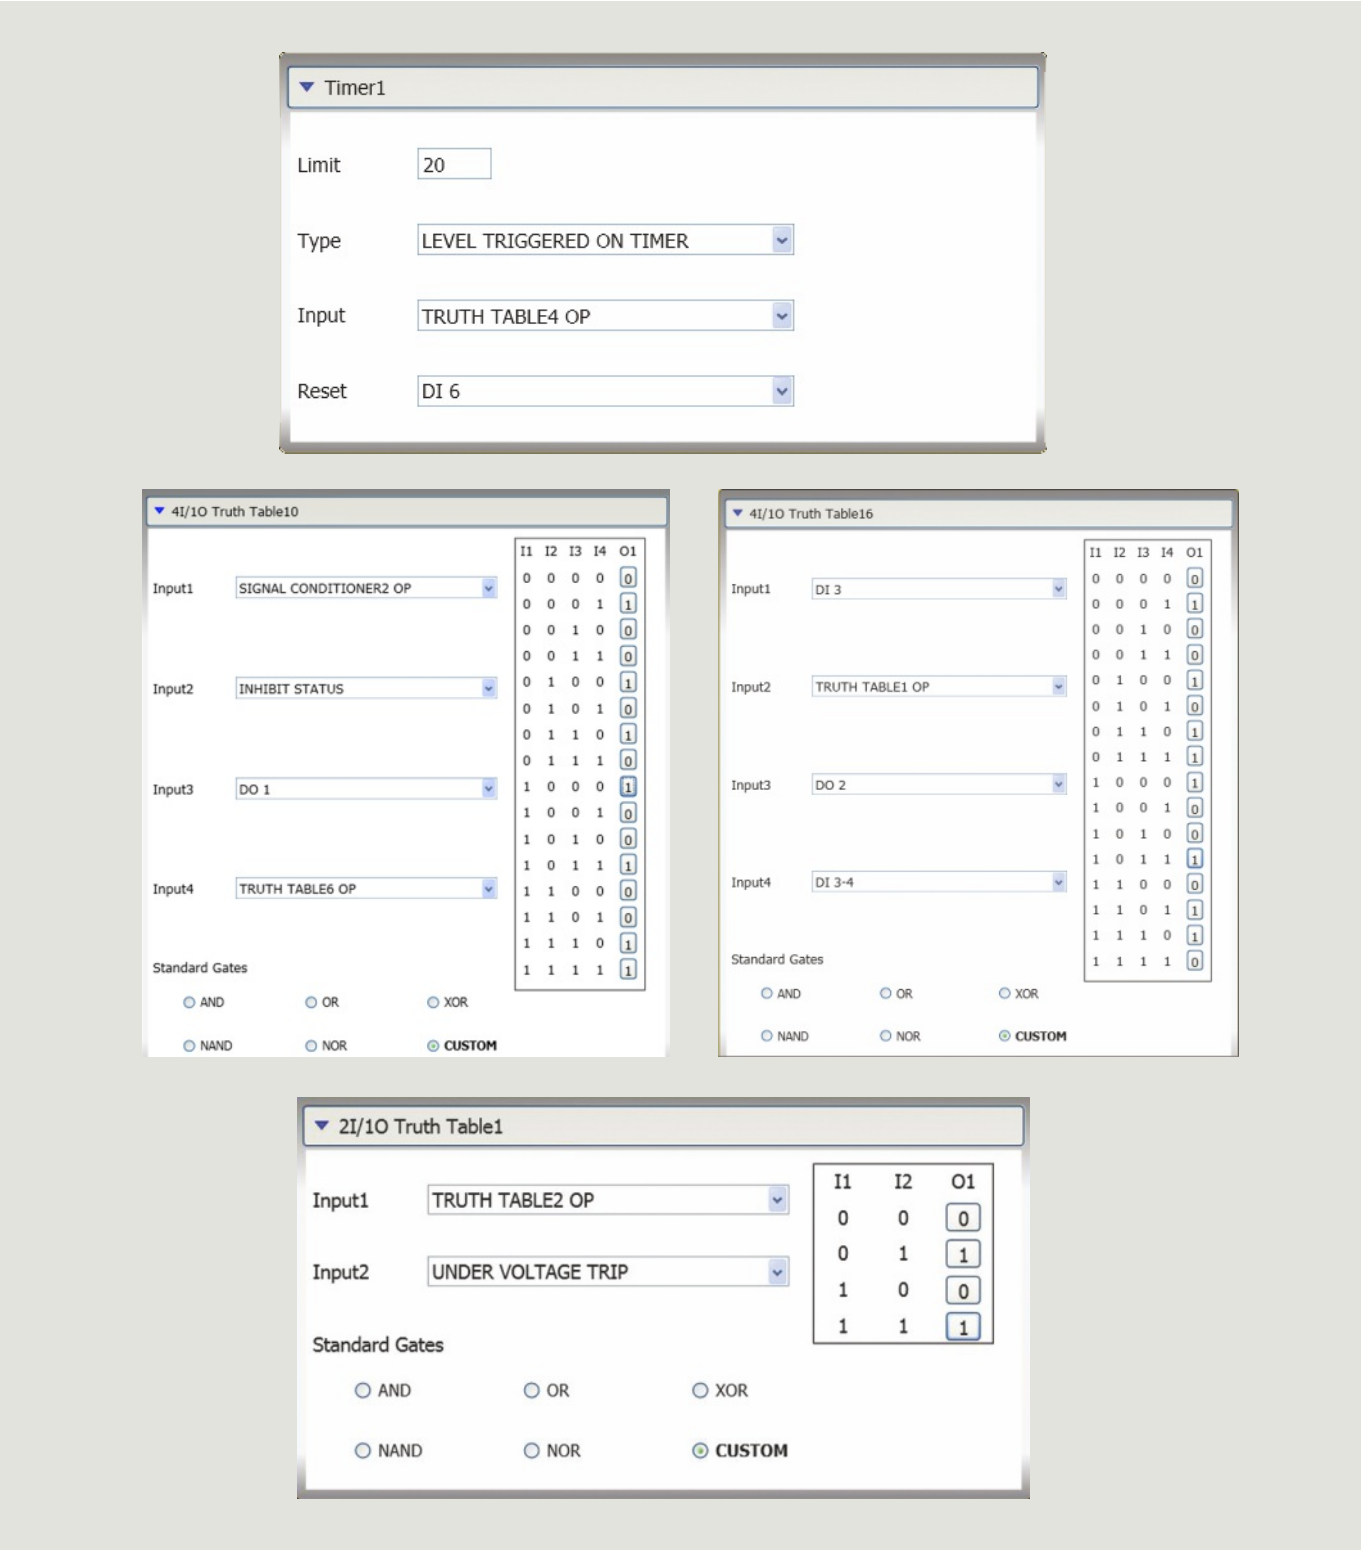 Timer1
Limit 20
Type LEVEL TRIGGERED ON TIMER
Input TRUTH TABLE4 OP
Reset DI 6
4I/1O Truth Table10
I1 I2 I3 I4 O1
0 0 0 0 0
Input1 SIGNAL CONDITIONER2 OP
0 0 0 1 1
0 0 1 0 0
0 0 1 1 0
0 1 0 0 1
Input2 INHIBIT STATUS
0 1 0 1 0
0 1 1 0 1
0 1 1 1 0
1 0 0 0 1
Input3 DO 1
1 0 0 1 0
1 0 1 0 0
1 0 1 1 1
Input4 TRUTH TABLE6 OP
1 1 0 0 0
1 1 0 1 0
1 1 1 0 1
1 1 1 1 1
Standard Gates
AND OR XOR
NAND NOR CUSTOM
4I/1O Truth Table16
I1 I2 I3 I4 O1
0 0 0 0 0
Input1 DI 3
0 0 0 1 1
0 0 1 0 0
0 0 1 1 0
0 1 0 0 1
Input2 TRUTH TABLE1 OP
0 1 0 1 0
0 1 1 0 1
0 1 1 1 1
1 0 0 0 1
Input3 DO 2
1 0 0 1 0
1 0 1 0 0
1 0 1 1 1
Input4 DI 3-4
1 1 0 0 0
1 1 0 1 1
1 1 1 0 1
Standard Gates
1 1 1 1 0
AND OR XOR
NAND NOR CUSTOM
2I/1O Truth Table1
I1 I2 O1
Input1 TRUTH TABLE2 OP
0 0 0
0 1 1
Input2 UNDER VOLTAGE TRIP
1 0 0
1 1 1
Standard Gates
AND OR XOR
NAND NOR CUSTOM